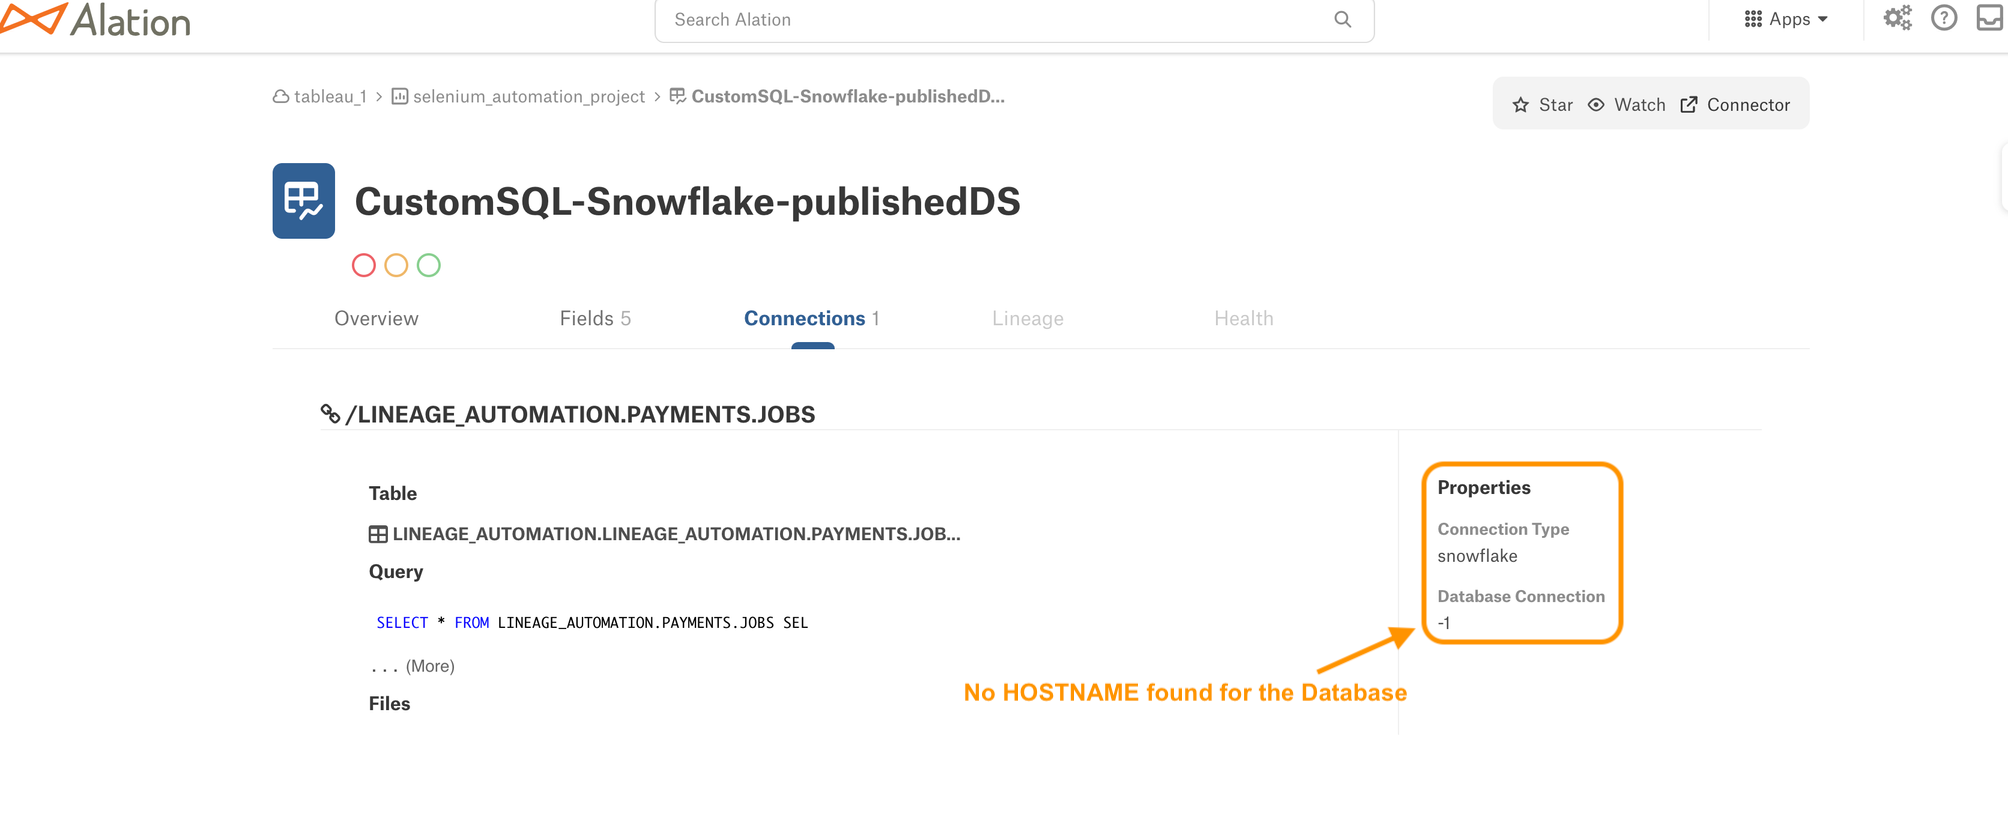 Alation
Search Alation
Apps
tableau_1 > selenium_automation_project > CustomSQL-Snowflake-publishedD...
Star Watch Connector
CustomSQL-Snowflake-publishedDS
Overview Fields 5 Connections 1 Lineage Health
/LINEAGE_AUTOMATION.PAYMENTS.JOBS
Table
LINEAGE_AUTOMATION.LINEAGE_AUTOMATION.PAYMENTS.JOB...
Query
SELECT * FROM LINEAGE_AUTOMATION.PAYMENTS.JOBS SEL
... (More)
Files
Properties
Connection Type
snowflake
Database Connection
-1
No HOSTNAME found for the Database